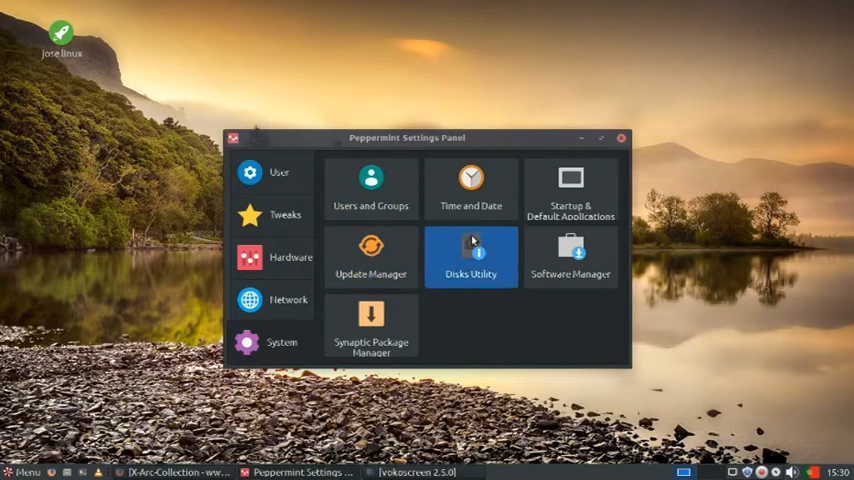 Jose linux
Peppermint Settings Panel
User
Tweaks
Hardware
Network
System
Users and Groups
Time and Date
Startup &
Default Applications
Update Manager
Disks Utility
Software Manager
Synaptic Package
Manager
Menu
[X-Arc-Collection - ww...
Peppermint Settings ...
[vokoscreen 2.5.0]
15:30